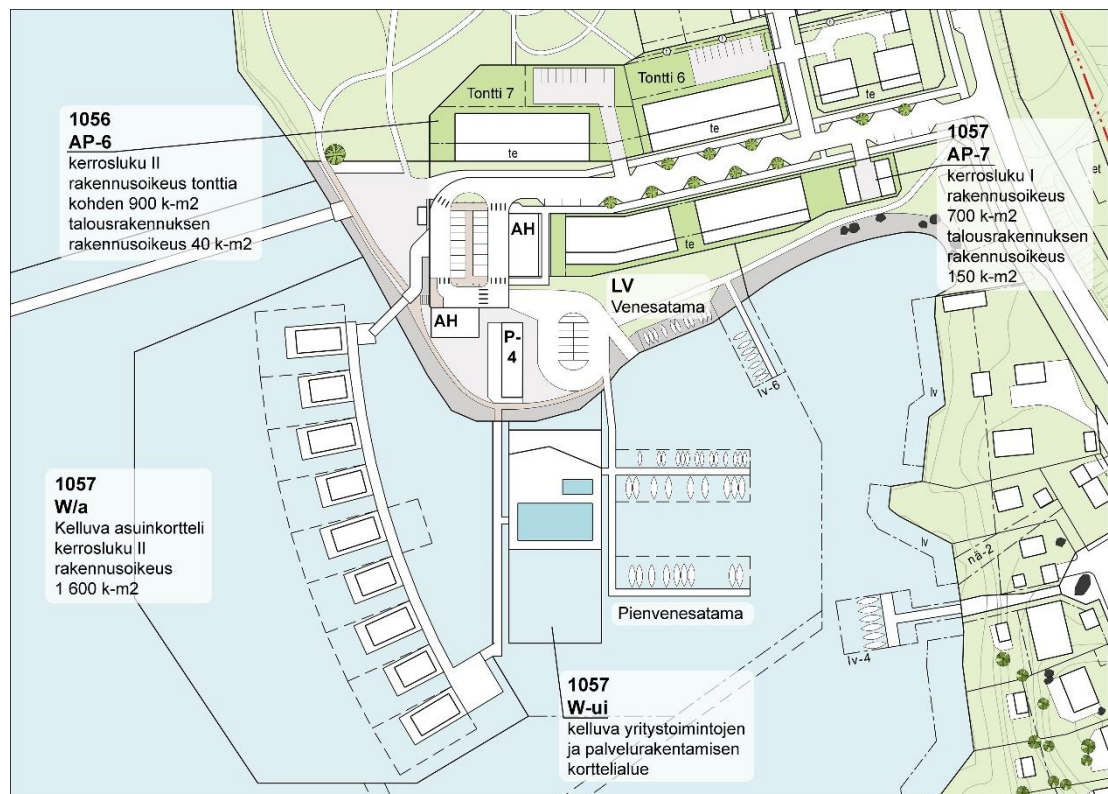 Tontti 7
Tontti 6
te
te
te
te
1056
AP-6
kerrosluku II
rakennusoikeus tonttia
kohden 900 k-m2
talousrakennuksen
rakennusoikeus 40 k-m2
1057
AP-7
kerrosluku I
rakennusoikeus
700 k-m2
talousrakennuksen
rakennusoikeus
150 k-m2
et
AH
AH
P-
4
LV
Venesatama
lv-6
lv
lv
nä-2
lv-4
1057
W/a
Kelluva asuinkortteli
kerrosluku II
rakennusoikeus
1 600 k-m2
Pienvenesatama
1057
W-ui
kelluva yritystoimintojen
ja palvelurakentamisen
korttelialue